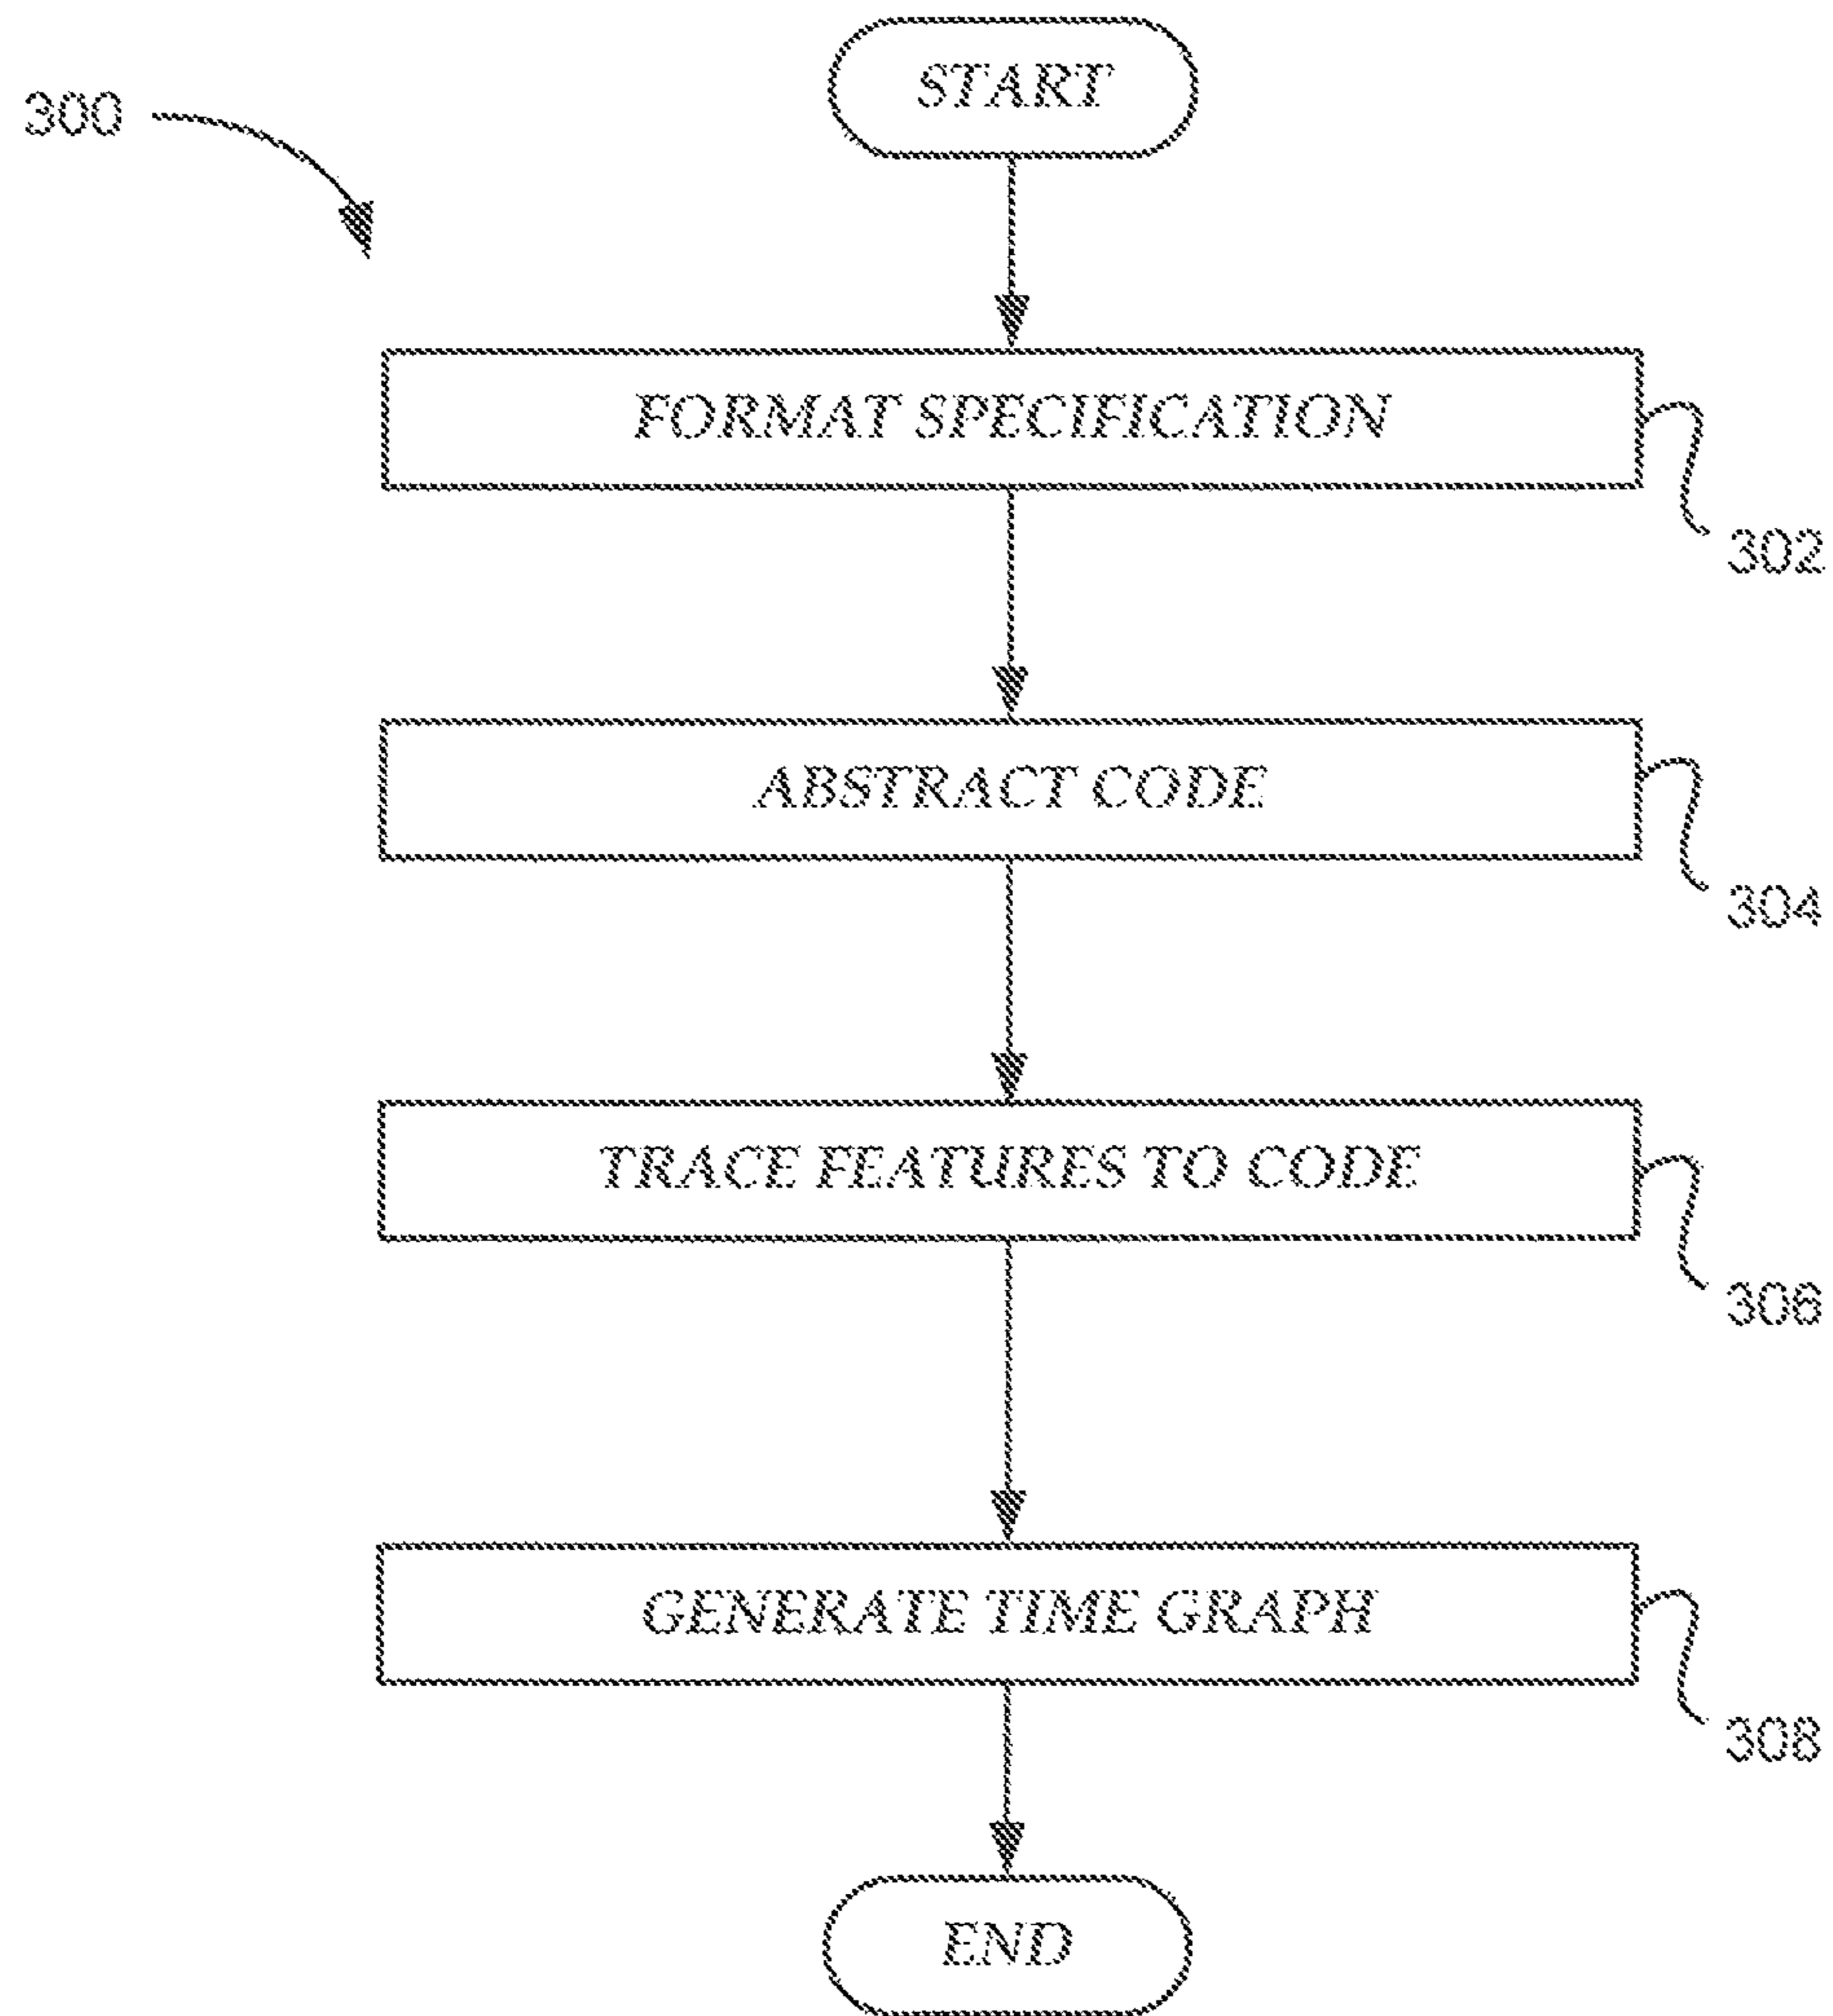 START
300
FORMAT SPECIFICATION
302
ABSTRACT CODE
304
TRACE FEATURES TO CODE
306
GENERATE TIME GRAPH
308
END